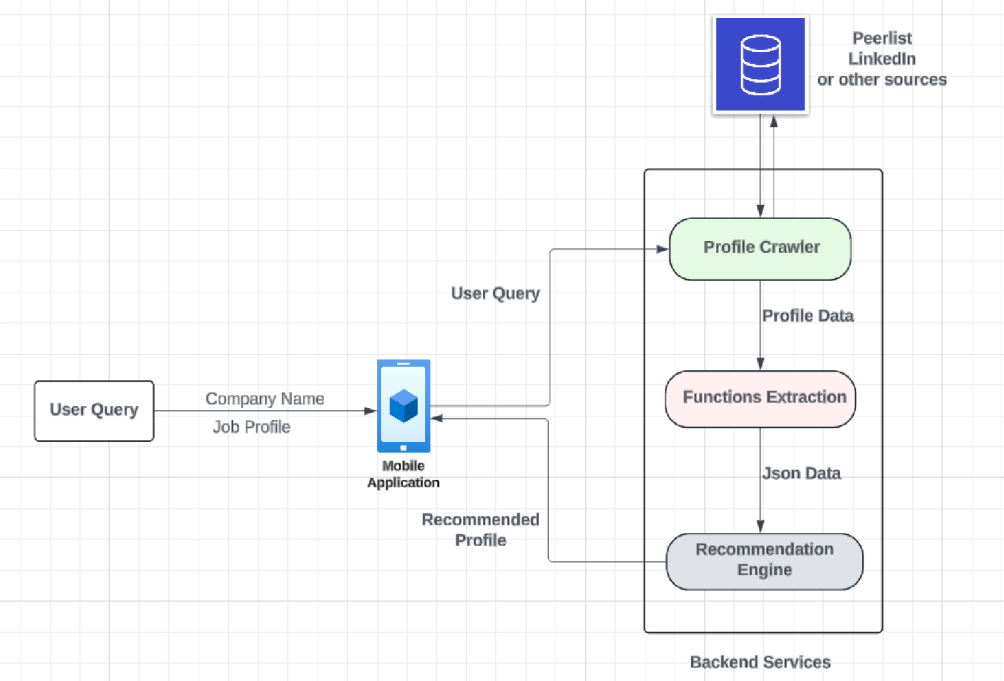 Peerlist
LinkedIn
or other sources
Profile Crawler
User Query
Profile Data
User Query
Company Name
Job Profile
Functions Extraction
Mobile
Application
Json Data
Recommended
Profile
Recommendation
Engine
Backend Services